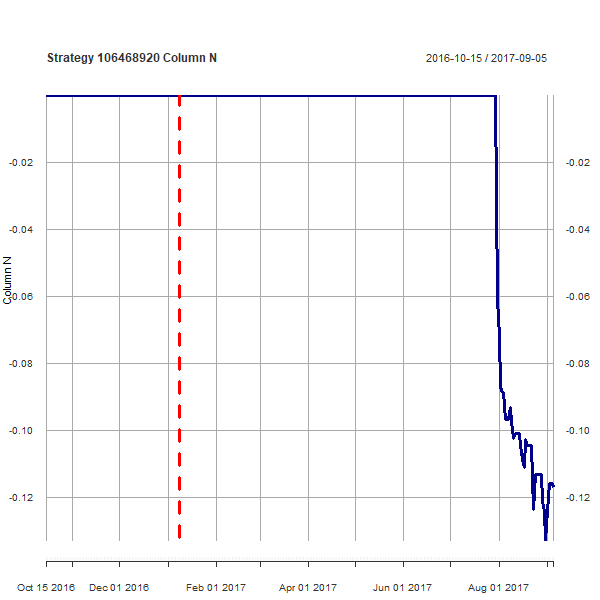 Strategy 106468920 Column N 2016-10-15 / 2017-09-05
-0.02 -0.02
-0.04 -0.04
Column N
-0.06 -0.06
-0.08 -0.08
-0.10 -0.10
-0.12 -0.12
Oct 15 2016 Dec 01 2016 Feb 01 2017 Apr 01 2017 Jun 01 2017 Aug 01 2017